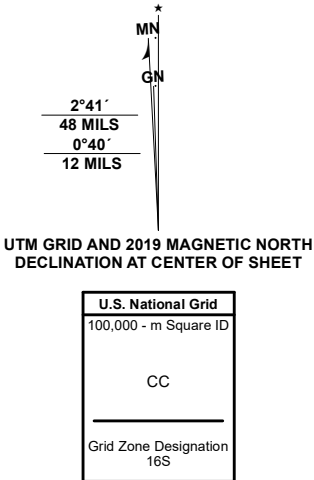 MN
GN
2°41´
48 MILS
0°40´
12 MILS
UTM GRID AND 2019 MAGNETIC NORTH
DECLINATION AT CENTER OF SHEET
U.S. National Grid
100,000 - m Square ID
CC
Grid Zone Designation
16S